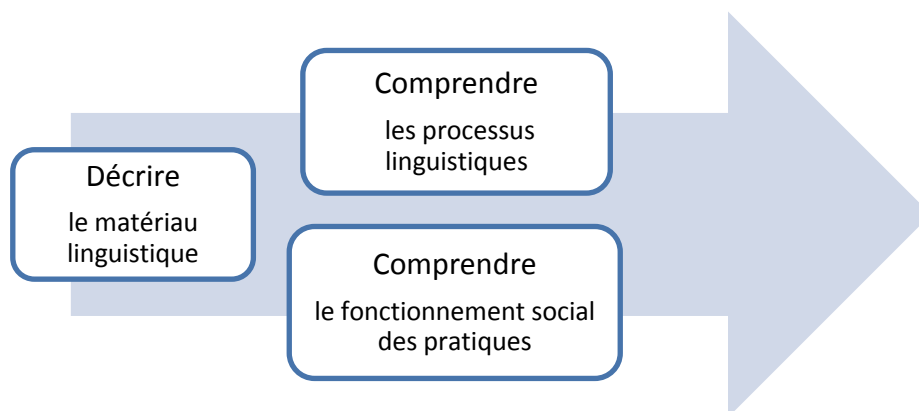 Décrire
le matériau
linguistique
Comprendre
les processus
linguistiques
Comprendre
le fonctionnement social
des pratiques